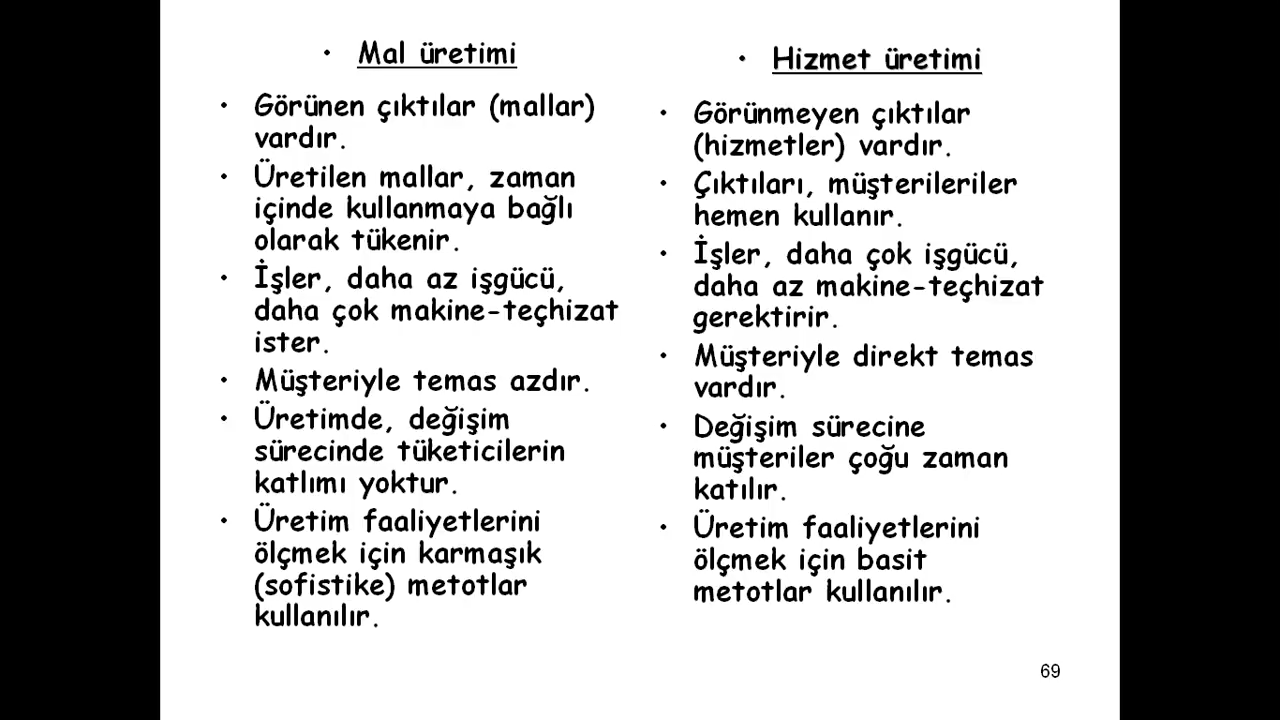 • Mal üretimi
• Görünen çıktılar (mallar)
vardır.
• Üretilen mallar, zaman
içinde kullanmaya bağlı
olarak tükenir.
• İşler, daha az işgücü,
daha çok makine-teçhizat
ister.
• Müşteriyle temas azdır.
• Üretimde, değişim
sürecinde tüketicilerin
katlımı yoktur.
• Üretim faaliyetlerini
ölçmek için karmaşık
(sofistike) metotlar
kullanılır.
• Hizmet üretimi
• Görünmeyen çıktılar
(hizmetler) vardır.
• Çıktıları, müşterileriler
hemen kullanır.
• İşler, daha çok işgücü,
daha az makine-teçhizat
gerektirir.
• Müşteriyle direkt temas
vardır.
• Değişim sürecine
müşteriler çoğu zaman
katılır.
• Üretim faaliyetlerini
ölçmek için basit
metotlar kullanılır.
69